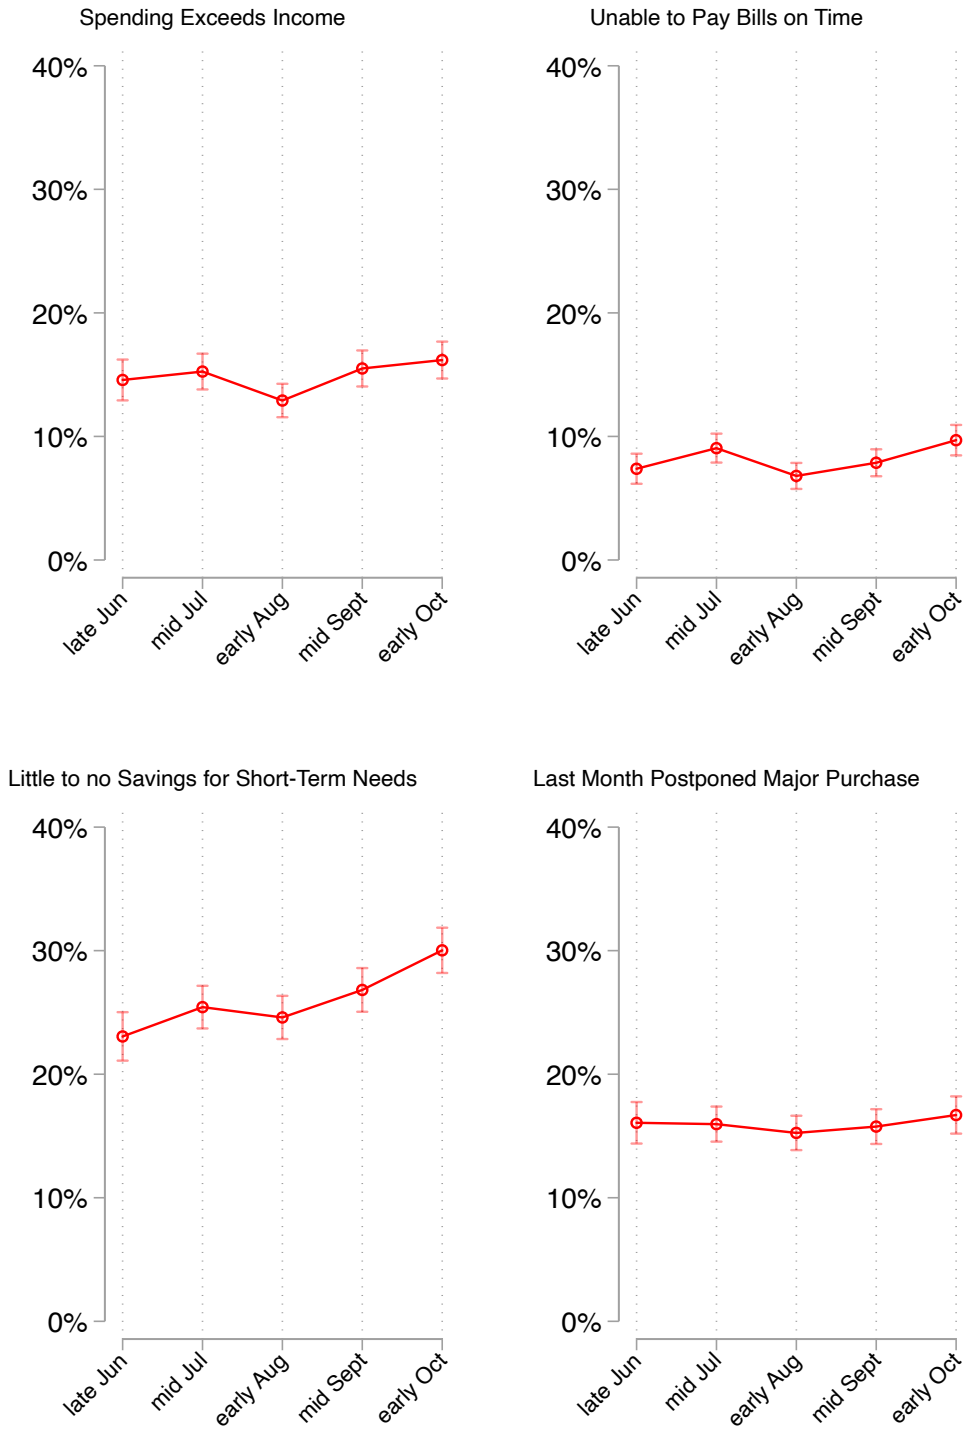 Spending Exceeds Income
40%
30%
20%
10%
0%
late Jun
mid Jul
early Aug
mid Sept
early Oct
Unable to Pay Bills on Time
40%
30%
20%
10%
0%
late Jun
mid Jul
early Aug
mid Sept
early Oct
Little to no Savings for Short-Term Needs
40%
30%
20%
10%
0%
late Jun
mid Jul
early Aug
mid Sept
early Oct
Last Month Postponed Major Purchase
40%
30%
20%
10%
0%
late Jun
mid Jul
early Aug
mid Sept
early Oct